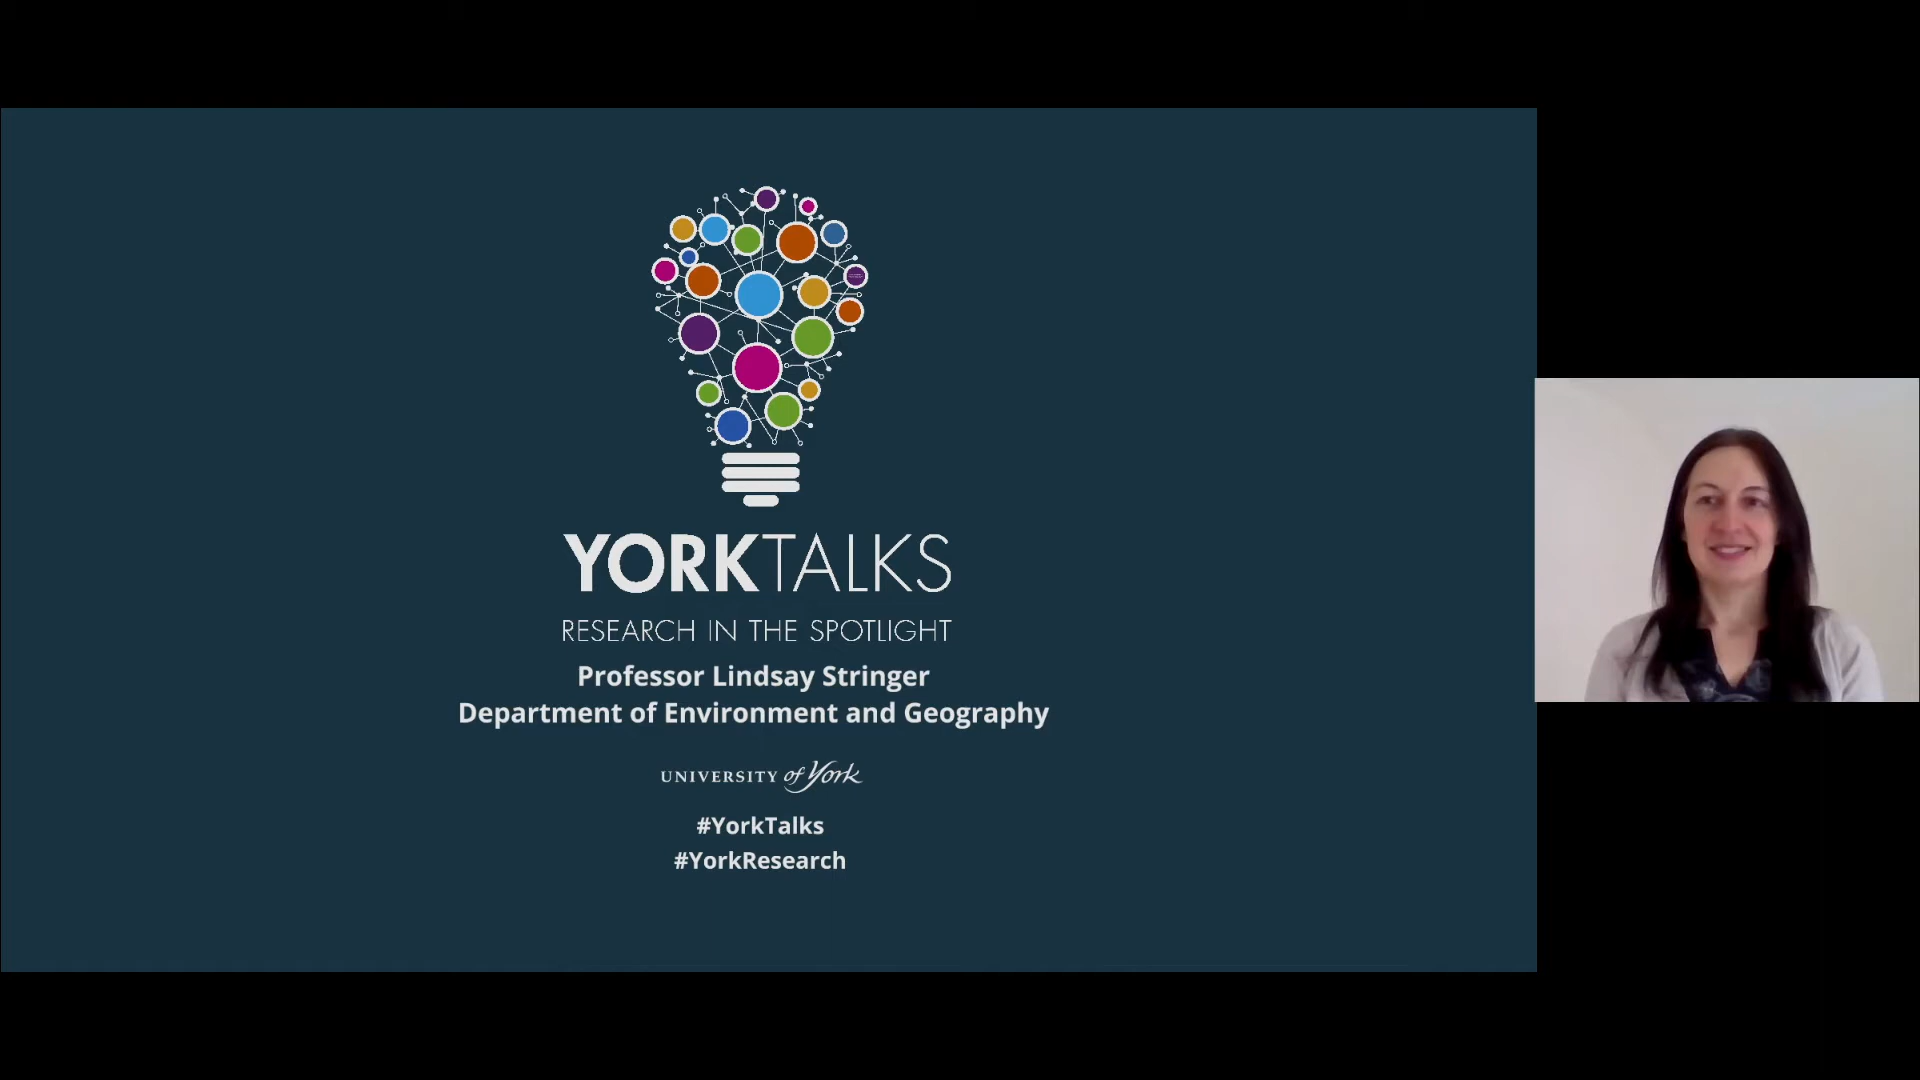 YORKTALKS
RESEARCH IN THE SPOTLIGHT
Professor Lindsay Stringer
Department of Environment and Geography
UNIVERSITY of York
#YorkTalks
#YorkResearch